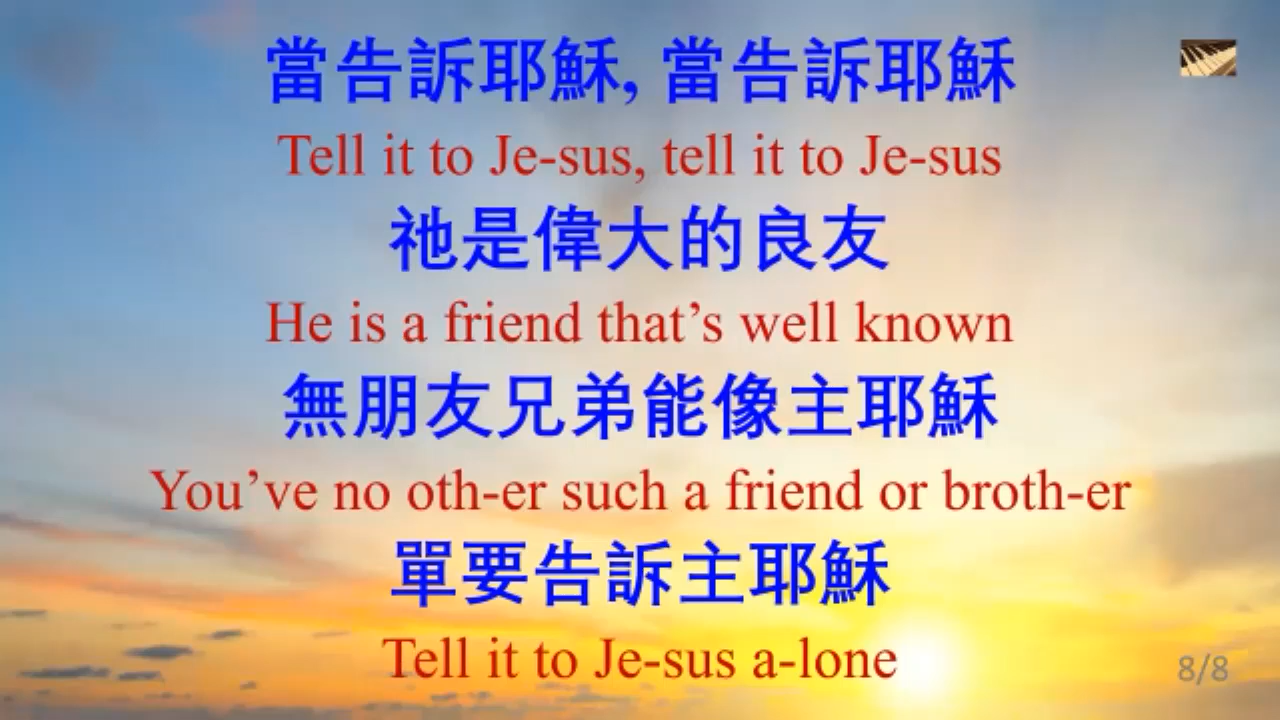 當告訴耶穌, 當告訴耶穌
Tell it to Je-sus, tell it to Je-sus
祂是偉大的良友
He is a friend that’s well known
無朋友兄弟能像主耶穌
You’ve no oth-er such a friend or broth-er
單要告訴主耶穌
Tell it to Je-sus a-lone
8/8